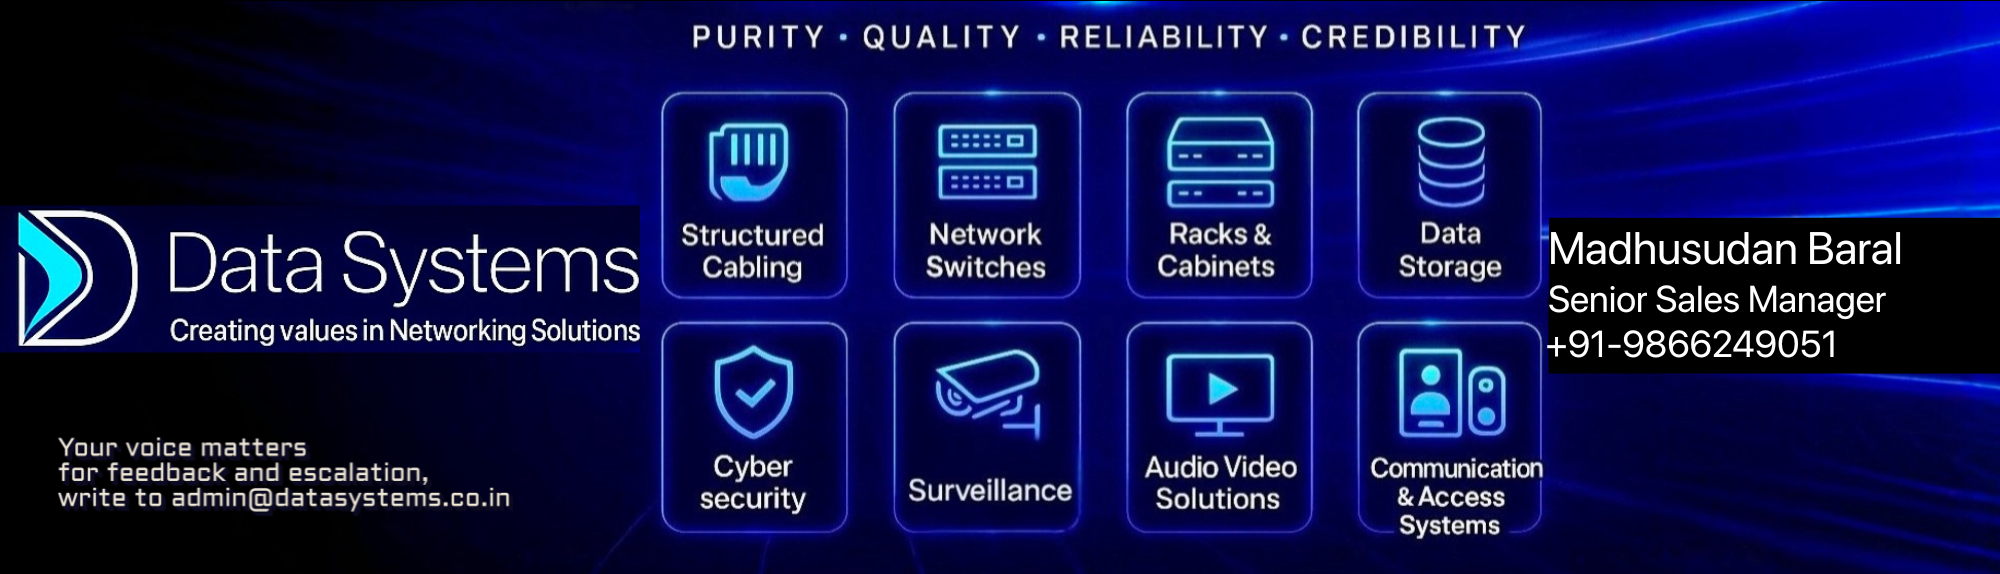 PURITY • QUALITY • RELIABILITY • CREDIBILITY
Structured
Cabling
Network
Switches
Racks &
Cabinets
Data
Storage
Data Systems
Creating values in Networking Solutions
Madhusudan Baral
Senior Sales Manager
+91-9866249051
Cyber
security
Surveillance
Audio Video
Solutions
Communication
& Access
Systems
Your voice matters
for feedback and escalation,
write to admin@datasystems.co.in